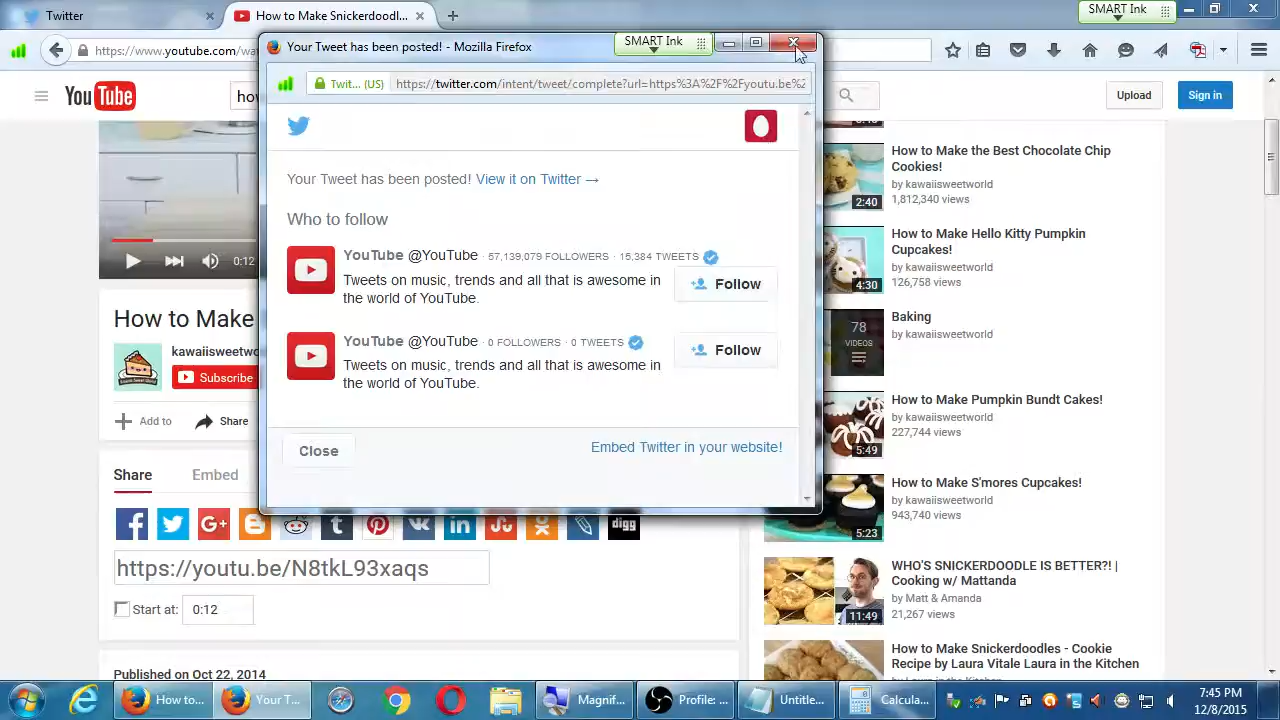 Twitter
How to Make Snickerdoodl...
SMART Ink
https://www.youtube.com/wa
Your Tweet has been posted! - Mozilla Firefox
SMART Ink
Twit... (US)
https://twitter.com/intent/tweet/complete?url=https%3A%2F%2Fyoutu.be%2
YouTube
how
Upload
Sign in
Your Tweet has been posted! View it on Twitter →
Who to follow
YouTube @YouTube · 57,139,079 FOLLOWERS · 15,384 TWEETS
Tweets on music, trends and all that is awesome in
the world of YouTube.
Follow
YouTube @YouTube · 0 FOLLOWERS · 0 TWEETS
Tweets on music, trends and all that is awesome in
the world of YouTube.
Follow
Close
Embed Twitter in your website!
0:12
How to Make
kawaiisweetwo
Subscribe
Add to
Share
Share
Embed
digg
https://youtu.be/N8tkL93xaqs
Start at:
0:12
Published on Oct 22, 2014
How to Make the Best Chocolate Chip
Cookies!
by kawaiisweetworld
1,812,340 views
2:40
How to Make Hello Kitty Pumpkin
Cupcakes!
by kawaiisweetworld
126,758 views
4:30
Baking
by kawaiisweetworld
78
VIDEOS
How to Make Pumpkin Bundt Cakes!
by kawaiisweetworld
227,744 views
5:49
How to Make S'mores Cupcakes!
by kawaiisweetworld
943,740 views
5:23
WHO'S SNICKERDOODLE IS BETTER?! |
Cooking w/ Mattanda
by Matt & Amanda
21,267 views
11:49
How to Make Snickerdoodles - Cookie
Recipe by Laura Vitale Laura in the Kitchen
How to...
Your T...
Magnif...
Profile: ...
Untitle...
Calcula...
7:45 PM
12/8/2015